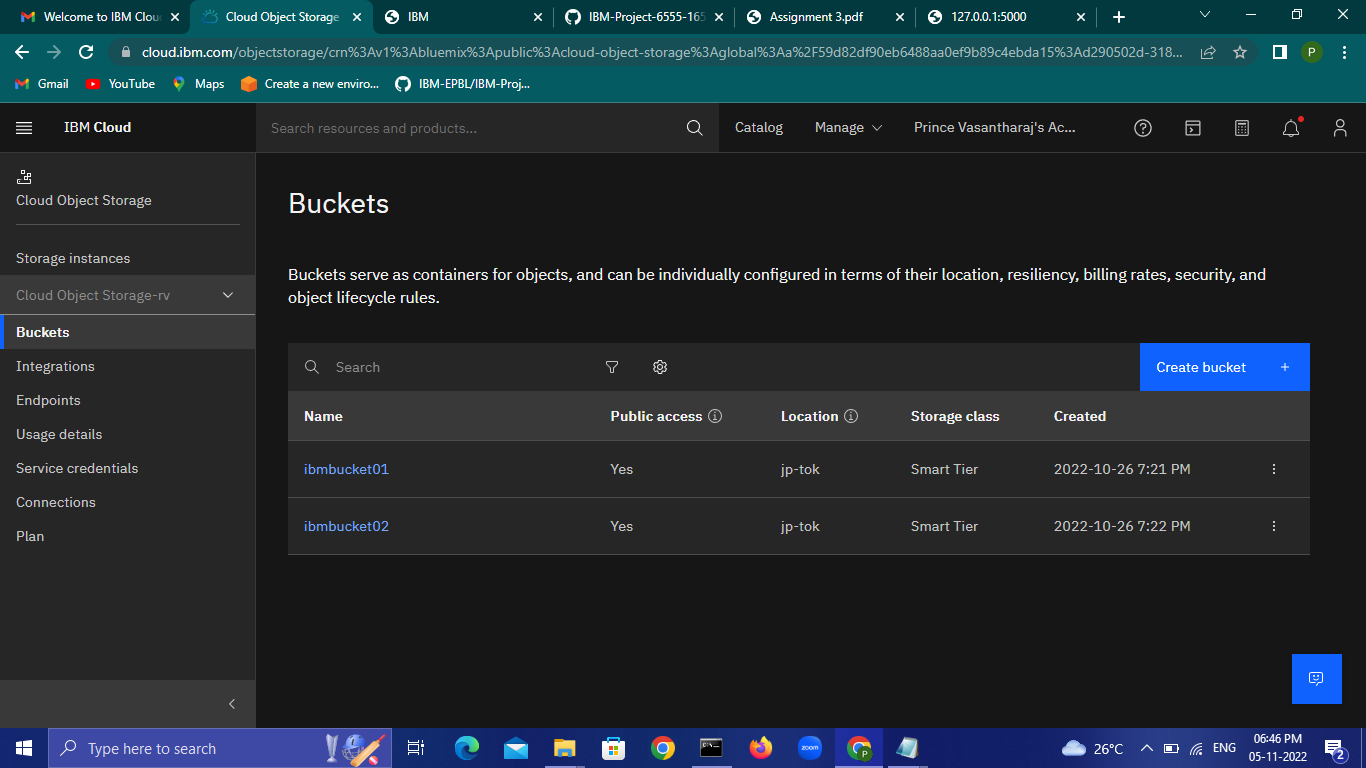 Welcome to IBM Clou
Cloud Object Storage
IBM
IBM-Project-6555-165
Assignment 3.pdf
127.0.0.1:5000
cloud.ibm.com/objectstorage/crn%3Av1%3Abluemix%3Apublic%3Acloud-object-storage%3Aglobal%3Aa%2F59d82df90eb6488aa0ef9b89c4ebda15%3Ad290502d-318...
P
Gmail
YouTube
Maps
Create a new enviro...
IBM-EPBL/IBM-Proj...
IBM Cloud
Search resources and products...
Catalog
Manage
Prince Vasantharaj's Ac...
Cloud Object Storage
Storage instances
Cloud Object Storage-rv
Buckets
Integrations
Endpoints
Usage details
Service credentials
Connections
Plan
Buckets
Buckets serve as containers for objects, and can be individually configured in terms of their location, resiliency, billing rates, security, and
object lifecycle rules.
Search
Create bucket +
Name Public access Location Storage class Created
ibmbucket01 Yes jp-tok Smart Tier 2022-10-26 7:21 PM
ibmbucket02 Yes jp-tok Smart Tier 2022-10-26 7:22 PM
Type here to search
zoom
P
26°C
ENG
06:46 PM
05-11-2022
2